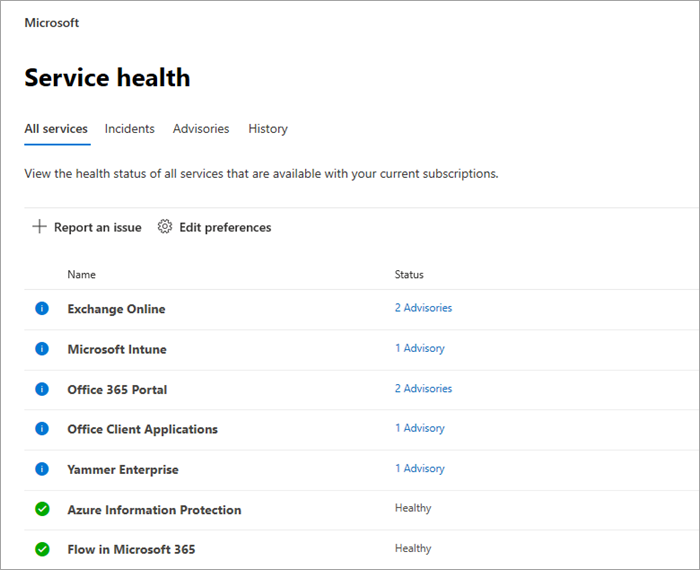 Microsoft
Service health
All services Incidents Advisories History
View the health status of all services that are available with your current subscriptions.
Report an issue Edit preferences
Name Status
Exchange Online 2 Advisories
Microsoft Intune 1 Advisory
Office 365 Portal 2 Advisories
Office Client Applications 1 Advisory
Yammer Enterprise 1 Advisory
Azure Information Protection Healthy
Flow in Microsoft 365 Healthy